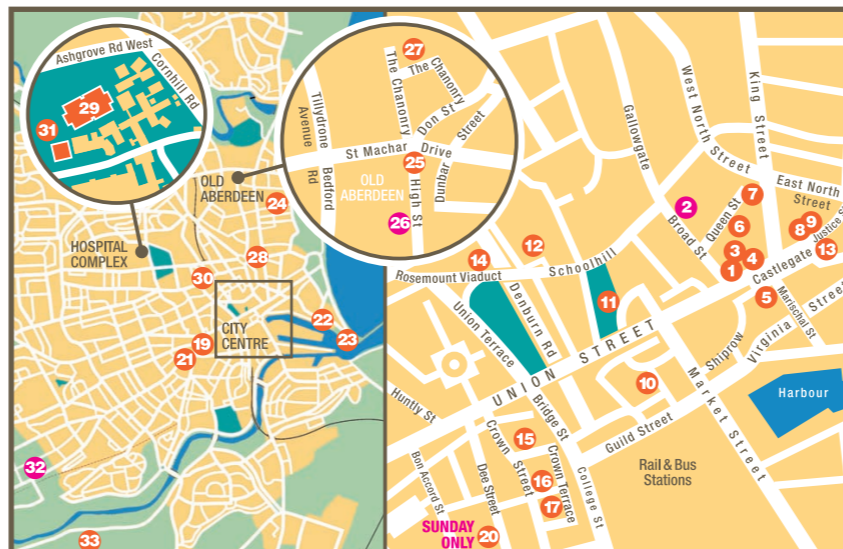 Ashgrove Rd West
Cornhill Rd
29
31
HOSPITAL
COMPLEX
OLD
ABERDEEN
24
28
30
CITY
CENTRE
19
21
22
23
32
33
27
The Chanonry
The Chanonry
Tillydrone
Avenue
Don St
St Machar Drive
Dunbar
Street
25
OLD
ABERDEEN
Bedford
Rd
High St
26
Gallowgate
West North Street
King Street
East North
Street
2
Broad St
Queen St
7
6
3
4
1
9
8
Justice St
13
Castlegate
5
Marischal St
Virginia Street
Shiprow
12
14
Schoolhill
Rosemount Viaduct
Union Terrace
Denburn Rd
11
UNION STREET
10
Market Street
Harbour
Huntly St
Bridge St
Guild Street
Rail & Bus
Stations
15
Crown Street
Crown Terrace
16
17
College St
Dee Street
Bon Accord St
SUNDAY
ONLY
20